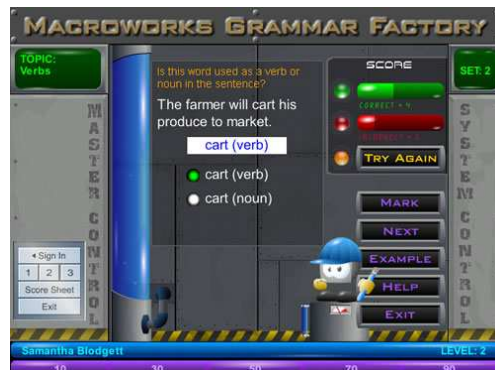 MACROWORKS GRAMMAR FACTORY
TOPIC:
Verbs
Is this word used as a verb or
noun in the sentence?
The farmer will cart his
produce to market.
cart (verb)
cart (verb)
cart (noun)
SCORE
CORRECT = 4
TRY AGAIN
SET: 2
MASTER CONTROL
SYSTEM CONTROL
MARK
NEXT
EXAMPLE
HELP
EXIT
Sign In
1 2 3
Score Sheet
Exit
Samantha Blodgett
LEVEL: 2
10 30 50 70 90